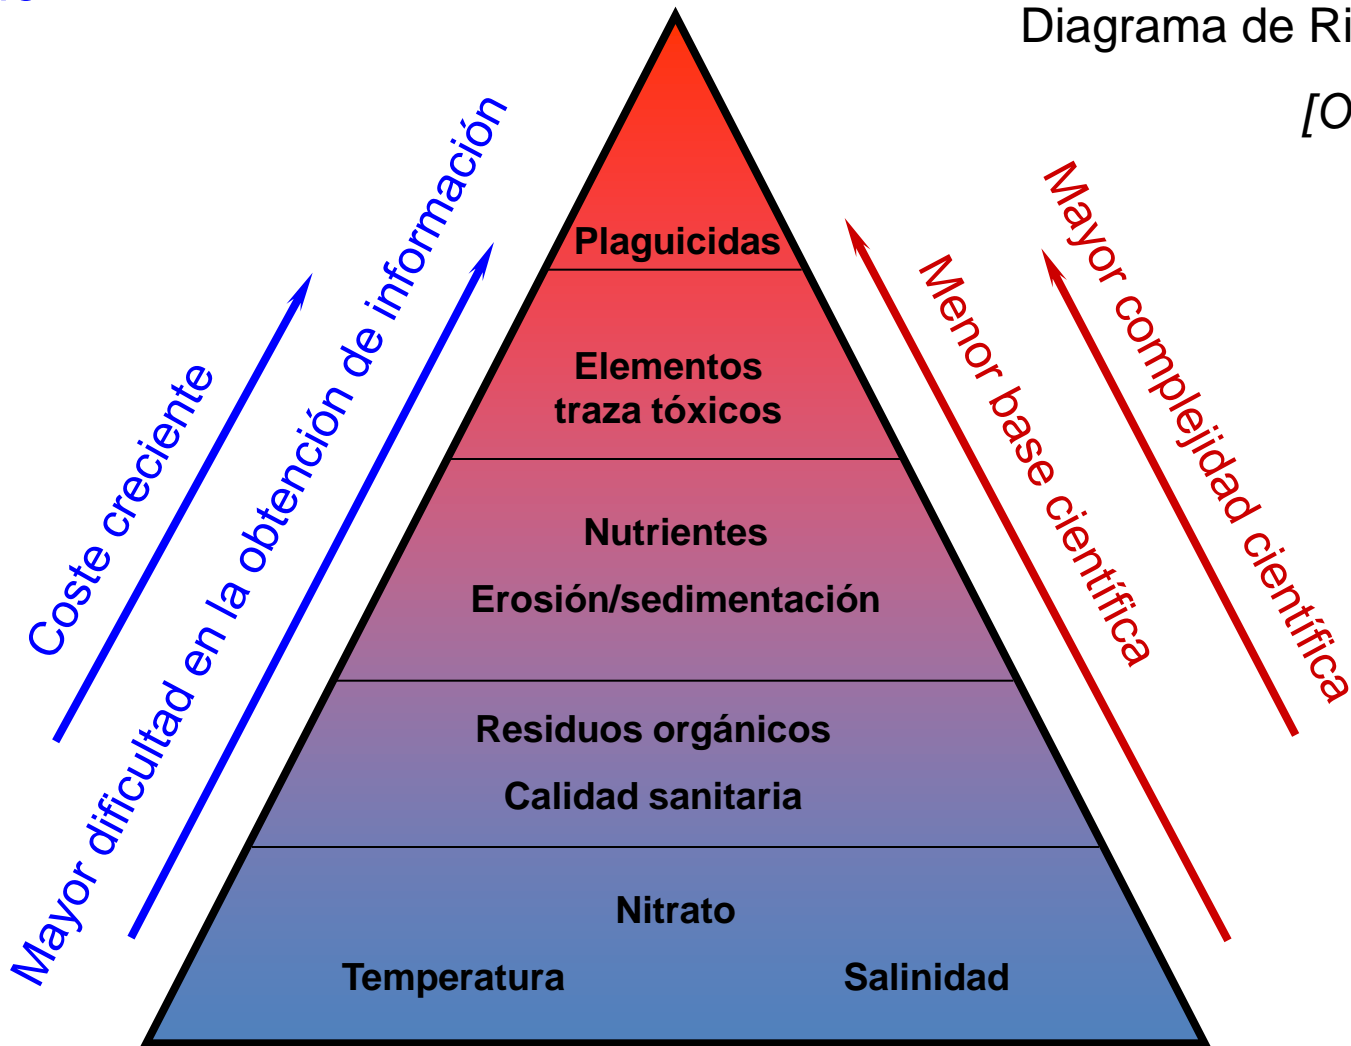 Diagrama de Ri
[O
Coste creciente
Mayor dificultad en la obtención de información
Mayor complejidad científica
Menor base científica
Plaguicidas
Elementos
traza tóxicos
Nutrientes
Erosión/sedimentación
Residuos orgánicos
Calidad sanitaria
Nitrato
Temperatura
Salinidad